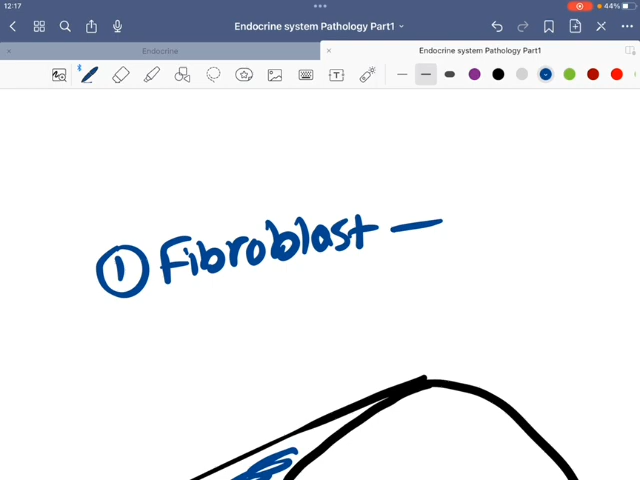 12:17
44%
Endocrine system Pathology Part1
Endocrine
Endocrine system Pathology Part1
① Fibroblast —